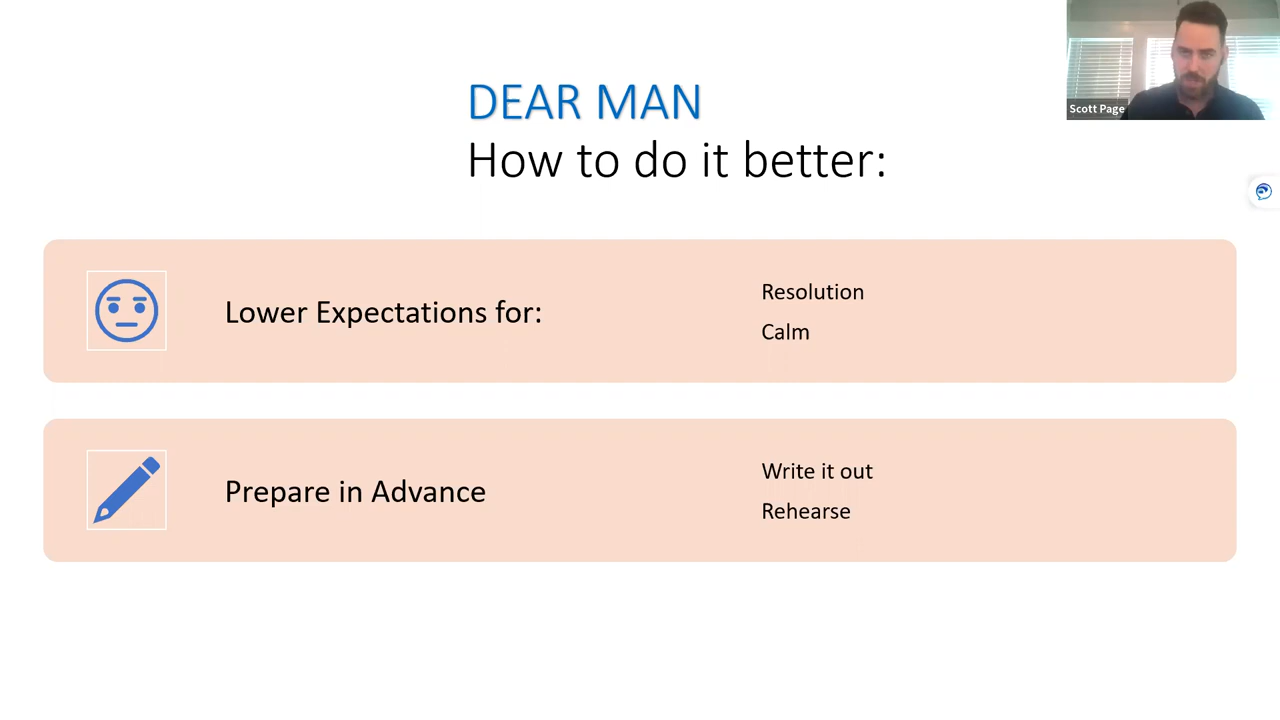 DEAR MAN
How to do it better:
Scott Page
Lower Expectations for:
Resolution
Calm
Prepare in Advance
Write it out
Rehearse